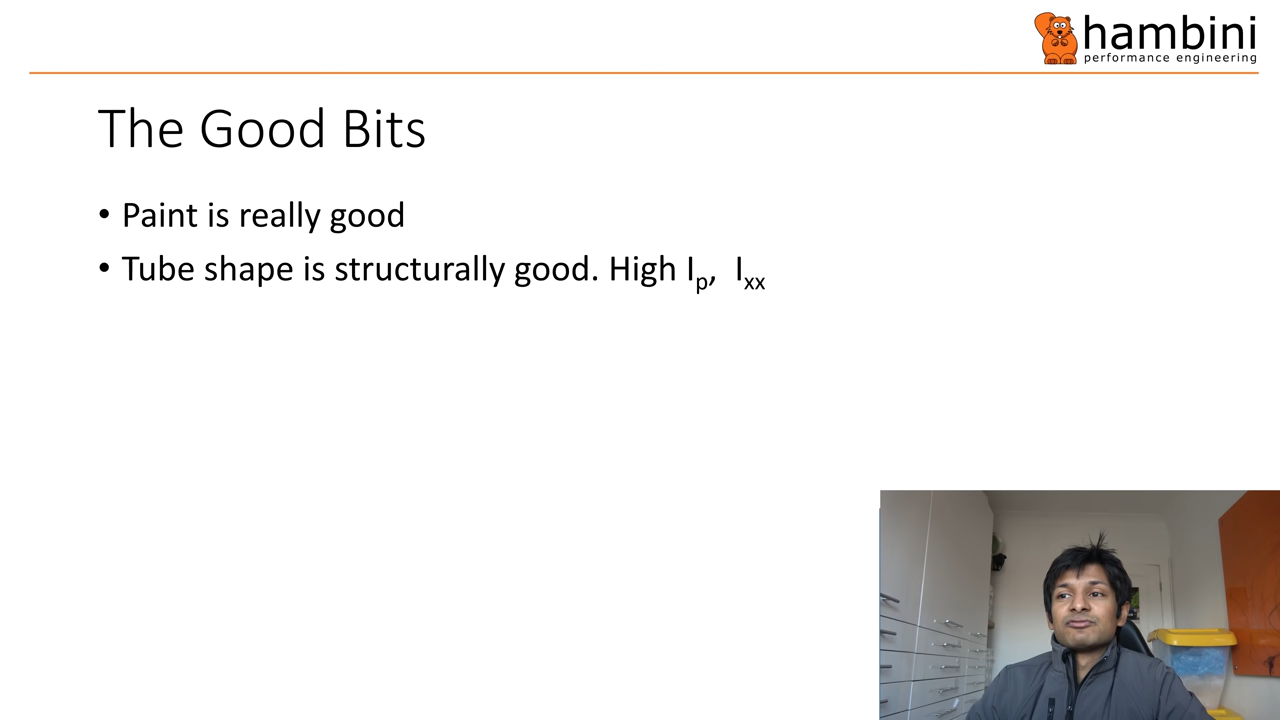 hambini
performance engineering
The Good Bits
• Paint is really good
• Tube shape is structurally good. High Ip, Ixx